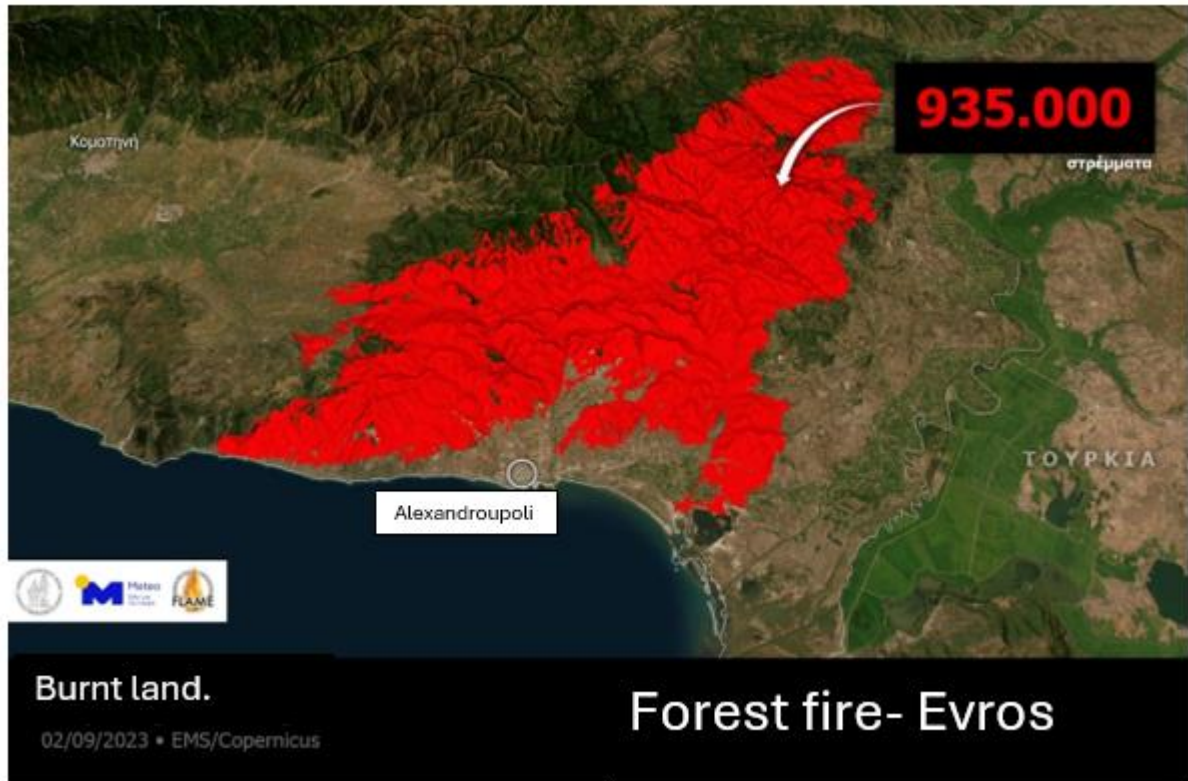 Κομοτηνή
935.000
στρέμματα
ΤΟΥΡΚΙΑ
Alexandroupoli
Meteo
FLAME
Burnt land.
02/09/2023 • EMS/Copernicus
Forest fire- Evros